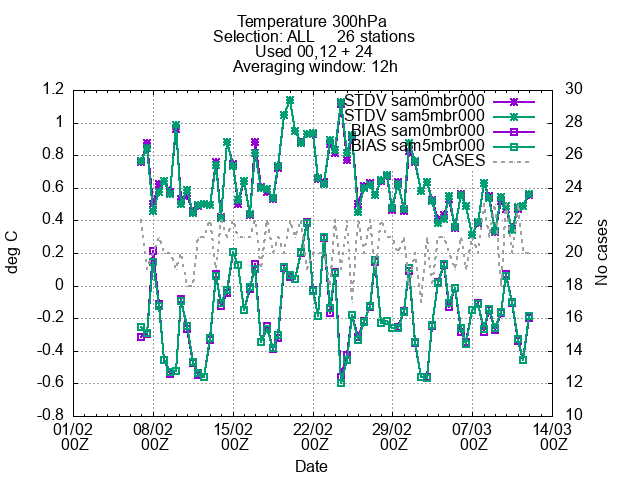 Temperature 300hPa
Selection: ALL 26 stations
Used 00,12 + 24
Averaging window: 12h
STDV sam0mbr000
STDV sam5mbr000
BIAS sam0mbr000
BIAS sam5mbr000
CASES
1.2
1
0.8
0.6
0.4
0.2
0
-0.2
-0.4
-0.6
-0.8
deg C
30
28
26
24
22
20
18
16
14
12
10
No cases
01/02 08/02 15/02 22/02 29/02 07/03 14/03
00Z 00Z 00Z 00Z 00Z 00Z 00Z
Date